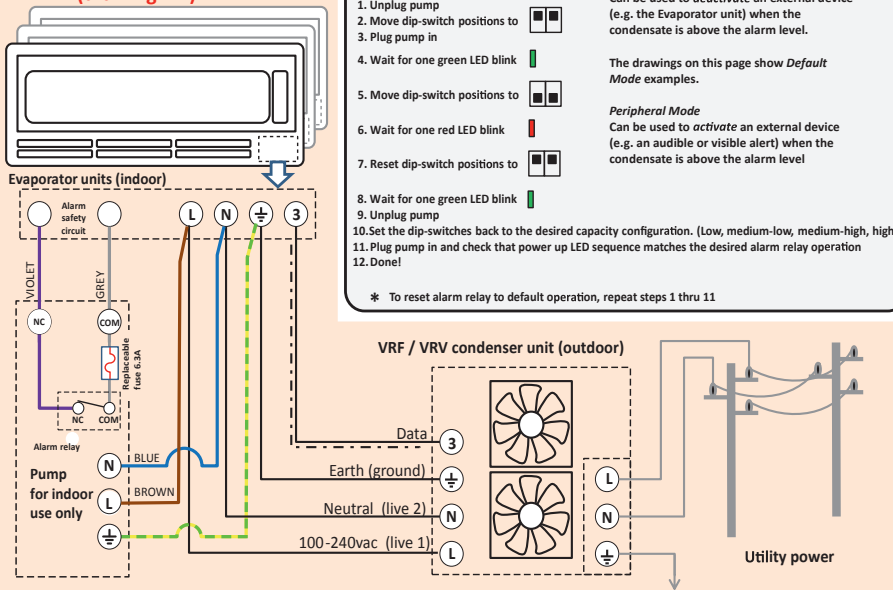 1. Unplug pump
2. Move dip-switch positions to
3. Plug pump in
4. Wait for one green LED blink
5. Move dip-switch positions to
6. Wait for one red LED blink
7. Reset dip-switch positions to
8. Wait for one green LED blink
9. Unplug pump
10. Set the dip-switches back to the desired capacity configuration. (Low, medium-low, medium-high, high
11. Plug pump in and check that power up LED sequence matches the desired alarm relay operation
12. Done!
* To reset alarm relay to default operation, repeat steps 1 thru 11
(e.g. the Evaporator unit) when the
condensate is above the alarm level.
The drawings on this page show Default
Mode examples.
Peripheral Mode
Can be used to activate an external device
(e.g. an audible or visible alert) when the
condensate is above the alarm level
Evaporator units (indoor)
Alarm
safety
circuit
L
N
3
VIOLET
GREY
NC
COM
Replaceable
fuse 6.3A
NC
COM
Alarm relay
Pump
for indoor
use only
N
BLUE
L
BROWN
VRF / VRV condenser unit (outdoor)
Data
3
Earth (ground)
Neutral (live 2)
N
100-240vac (live 1)
L
L
N
Utility power